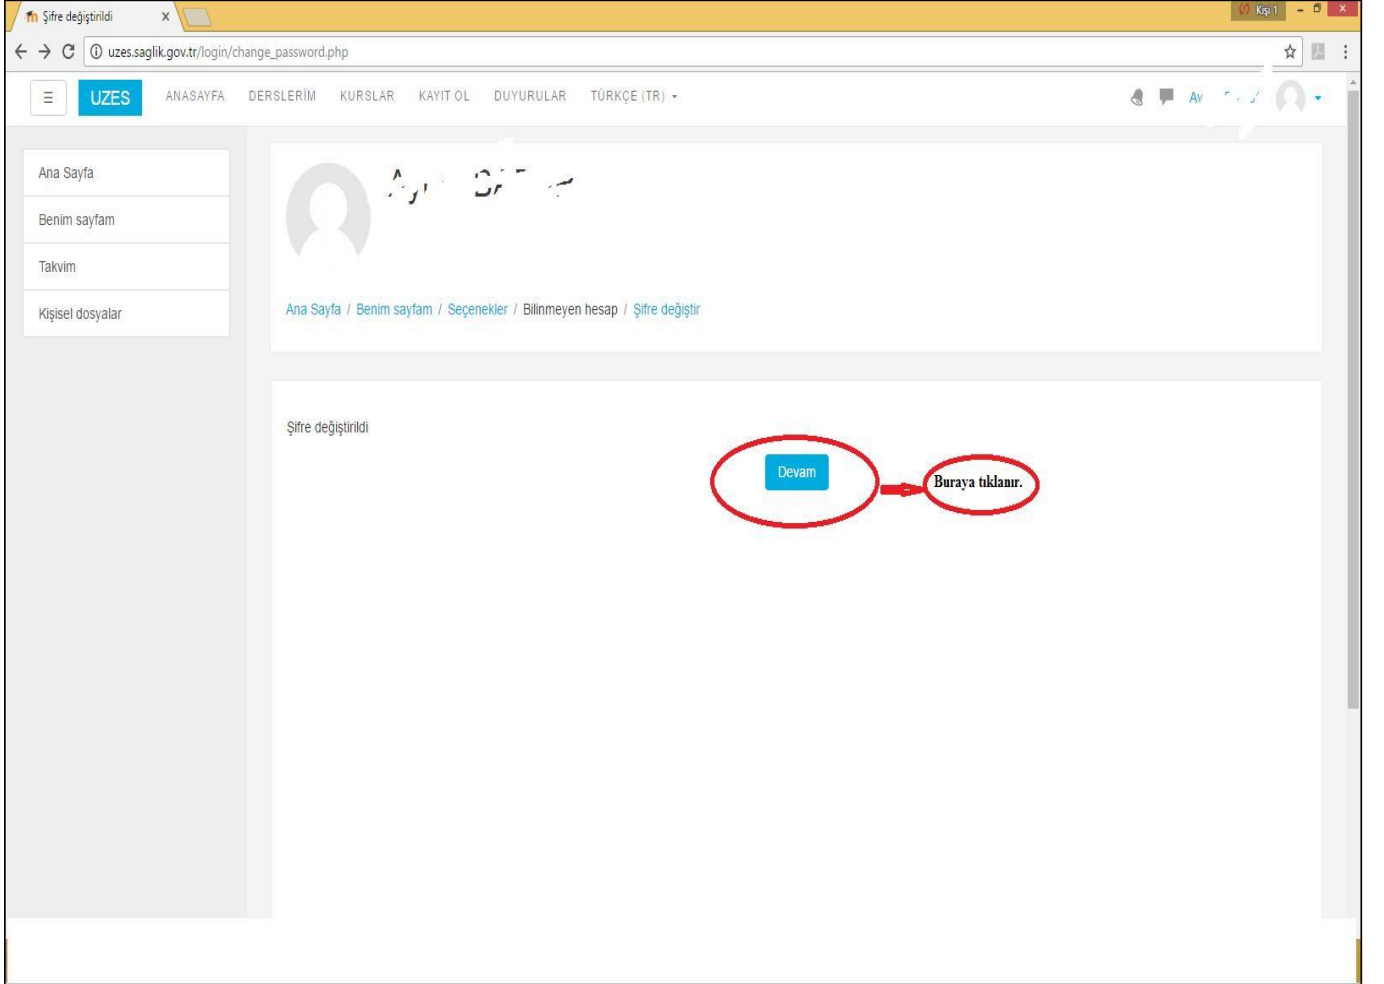 Şifre değiştirildi
Kişi 1
uzes.saglik.gov.tr/login/change_password.php
UZES ANASAYFA DERSLERİM KURSLAR KAYIT OL DUYURULAR TÜRKÇE (TR)
Ana Sayfa
Benim sayfam
Takvim
Kişisel dosyalar
Ana Sayfa / Benim sayfam / Seçenekler / Bilinmeyen hesap / Şifre değiştir
Şifre değiştirildi
Devam
Buraya tıklanır.